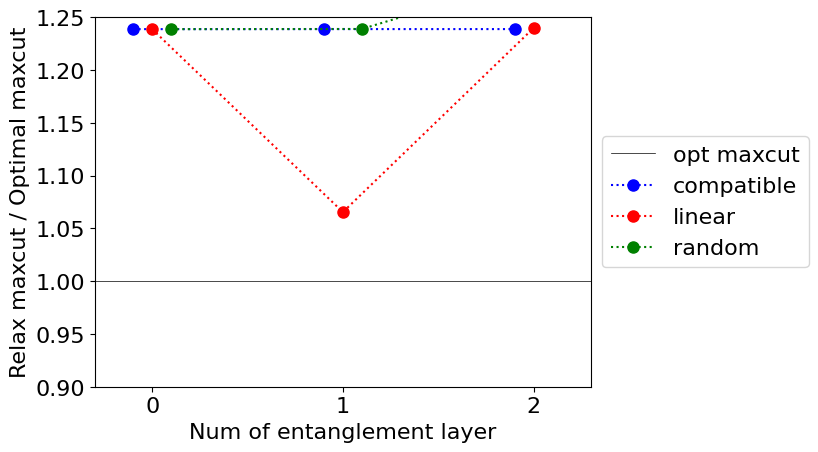 Relax maxcut / Optimal maxcut
1.25
1.20
1.15
1.10
1.05
1.00
0.95
0.90
0
1
2
Num of entanglement layer
opt maxcut
compatible
linear
random